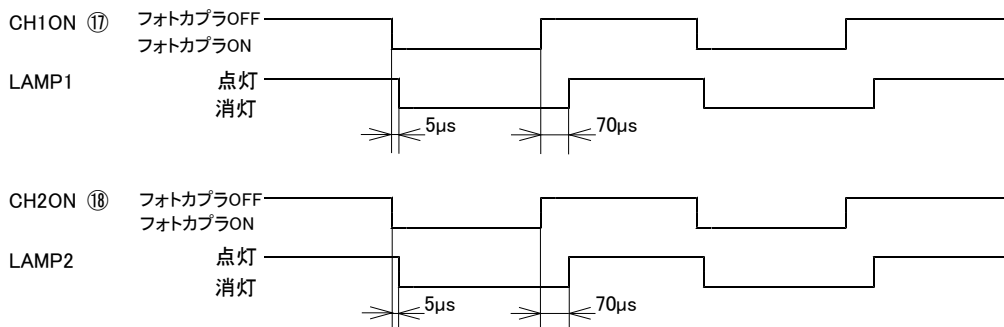 CH1ON ⑰ フォトカプラOFF
フォトカプラON
LAMP1 点灯
消灯
5μs 70μs
CH2ON ⑱ フォトカプラOFF
フォトカプラON
LAMP2 点灯
消灯
5μs 70μs